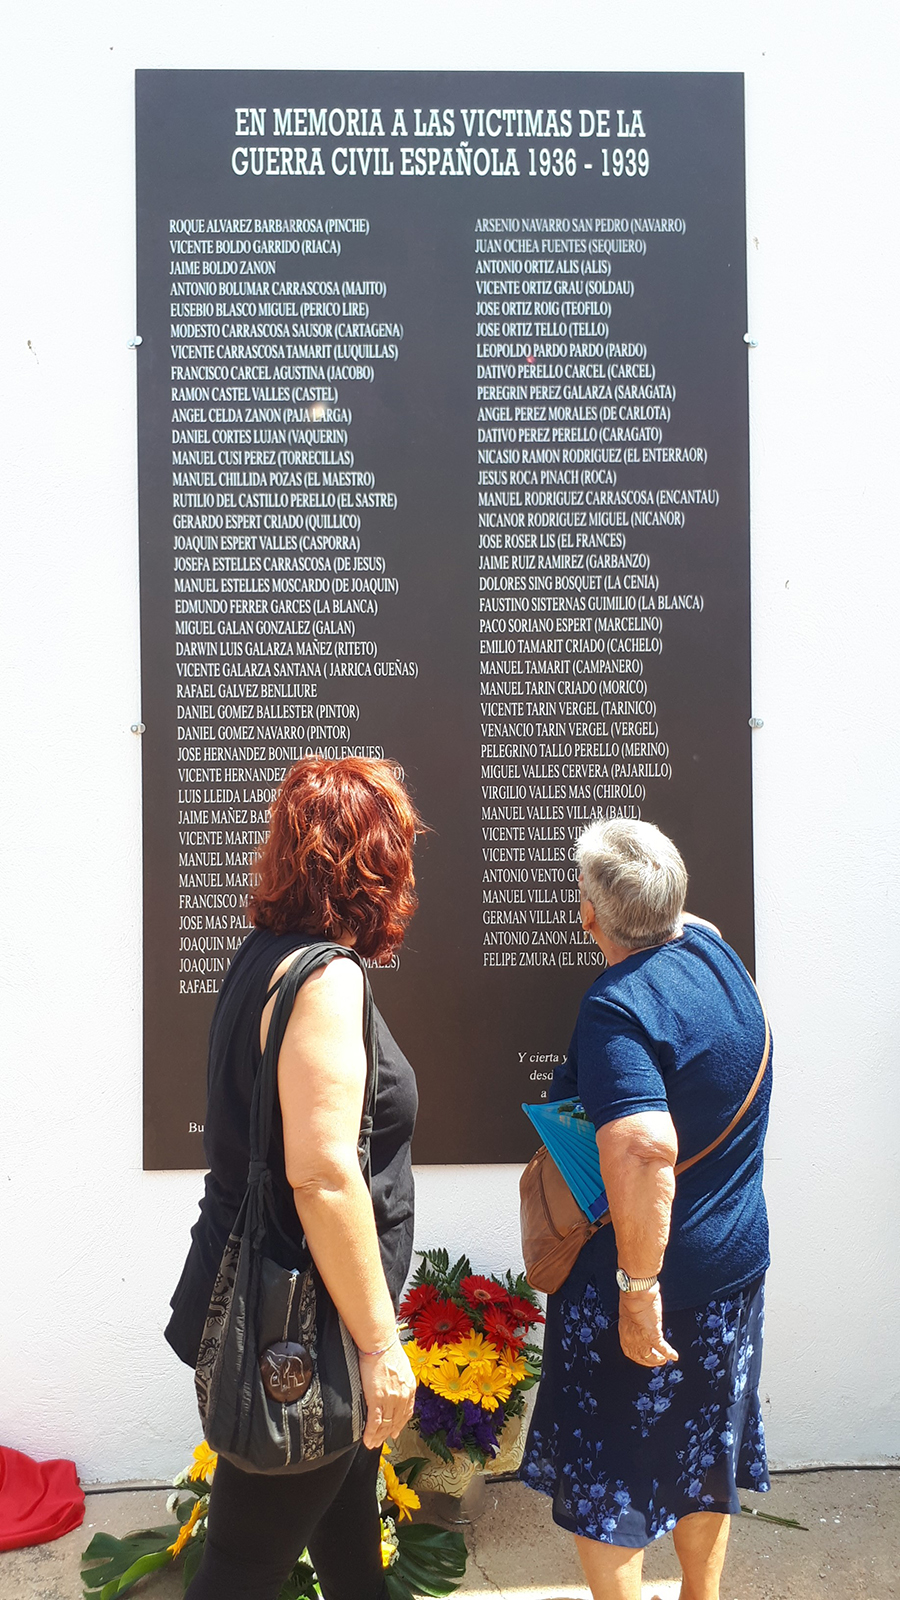 EN MEMORIA A LAS VICTIMAS DE LA
GUERRA CIVIL ESPAÑOLA 1936 - 1939
ROQUE ALVAREZ BARBARROSA (PINCHE)
VICENTE BOLDO GARRIDO (RIACA)
JAIME BOLDO ZANON
ANTONIO BOLUMAR CARRASCOSA (MAJITO)
EUSEBIO BLASCO MIGUEL (PERICO LIRE)
MODESTO CARRASCOSA SAUSOR (CARTAGENA)
VICENTE CARRASCOSA TAMARIT (LUQUILLAS)
FRANCISCO CARCEL AGUSTINA (JACOBO)
RAMON CASTEL VALLES (CASTEL)
ANGEL CELDA ZANON (PAJA LARGA)
DANIEL CORTES LUJAN (VAQUERIN)
MANUEL CUSI PEREZ (TORRECILLAS)
MANUEL CHILLIDA POZAS (EL MAESTRO)
RUTILIO DEL CASTILLO PERELLO (EL SASTRE)
GERARDO ESPERT CRIADO (QUILLICO)
JOAQUIN ESPERT VALLES (CASPORRA)
JOSEFA ESTELLES CARRASCOSA (DE JESUS)
MANUEL ESTELLES MOSCARDO (DE JOAQUIN)
EDMUNDO FERRER GARCES (LA BLANCA)
MIGUEL GALAN GONZALEZ (GALAN)
DARWIN LUIS GALARZA MAÑEZ (RITETO)
VICENTE GALARZA SANTANA ( JARRICA GUEÑAS)
RAFAEL GALVEZ BENLLIURE
DANIEL GOMEZ BALLESTER (PINTOR)
DANIEL GOMEZ NAVARRO (PINTOR)
JOSE HERNANDEZ BONILLO (MOLENGUES)
VICENTE HERNANDEZ
LUIS LLEIDA
JAIME MAÑEZ
VICENTE
MANUEL
MANUEL
FRANCISCO
JOSE MAS
JOAQUIN
JOAQUIN
RAFAEL
ARSENIO NAVARRO SAN PEDRO (NAVARRO)
JUAN OCHEA FUENTES (SEQUIERO)
ANTONIO ORTIZ ALIS (ALIS)
VICENTE ORTIZ GRAU (SOLDAU)
JOSE ORTIZ ROIG (TEOFILO)
JOSE ORTIZ TELLO (TELLO)
LEOPOLDO PARDO PARDO (PARDO)
DATIVO PERELLO CARCEL (CARCEL)
PEREGRIN PEREZ GALARZA (SARAGATA)
ANGEL PEREZ MORALES (DE CARLOTA)
DATIVO PEREZ PERELLO (CARAGATO)
NICASIO RAMON RODRIGUEZ (EL ENTERRAOR)
JESUS ROCA PINACH (ROCA)
MANUEL RODRIGUEZ CARRASCOSA (ENCANTAU)
NICANOR RODRIGUEZ MIGUEL (NICANOR)
JOSE ROSER LIS (EL FRANCES)
JAIME RUIZ RAMIREZ (GARBANZO)
DOLORES SING BOSQUET (LA CENIA)
FAUSTINO SISTERNAS GUIMILIO (LA BLANCA)
PACO SORIANO ESPERT (MARCELINO)
EMILIO TAMARIT CRIADO (CACHELO)
MANUEL TAMARIT (CAMPANERO)
MANUEL TARIN CRIADO (MORICO)
VICENTE TARIN VERGEL (TARINICO)
VENANCIO TARIN VERGEL (VERGEL)
PELEGRINO TALLO PERELLO (MERINO)
MIGUEL VALLES CERVERA (PAJARILLO)
VIRGILIO VALLES MAS (CHIROLO)
MANUEL VALLES VILLAR (BAUL)
VICENTE VALLES
VICENTE VALLES
ANTONIO VENTO
MANUEL VILLA
GERMAN VILLAR
ANTONIO ZANON
FELIPE ZMURA (EL RUSO)
Y cierta